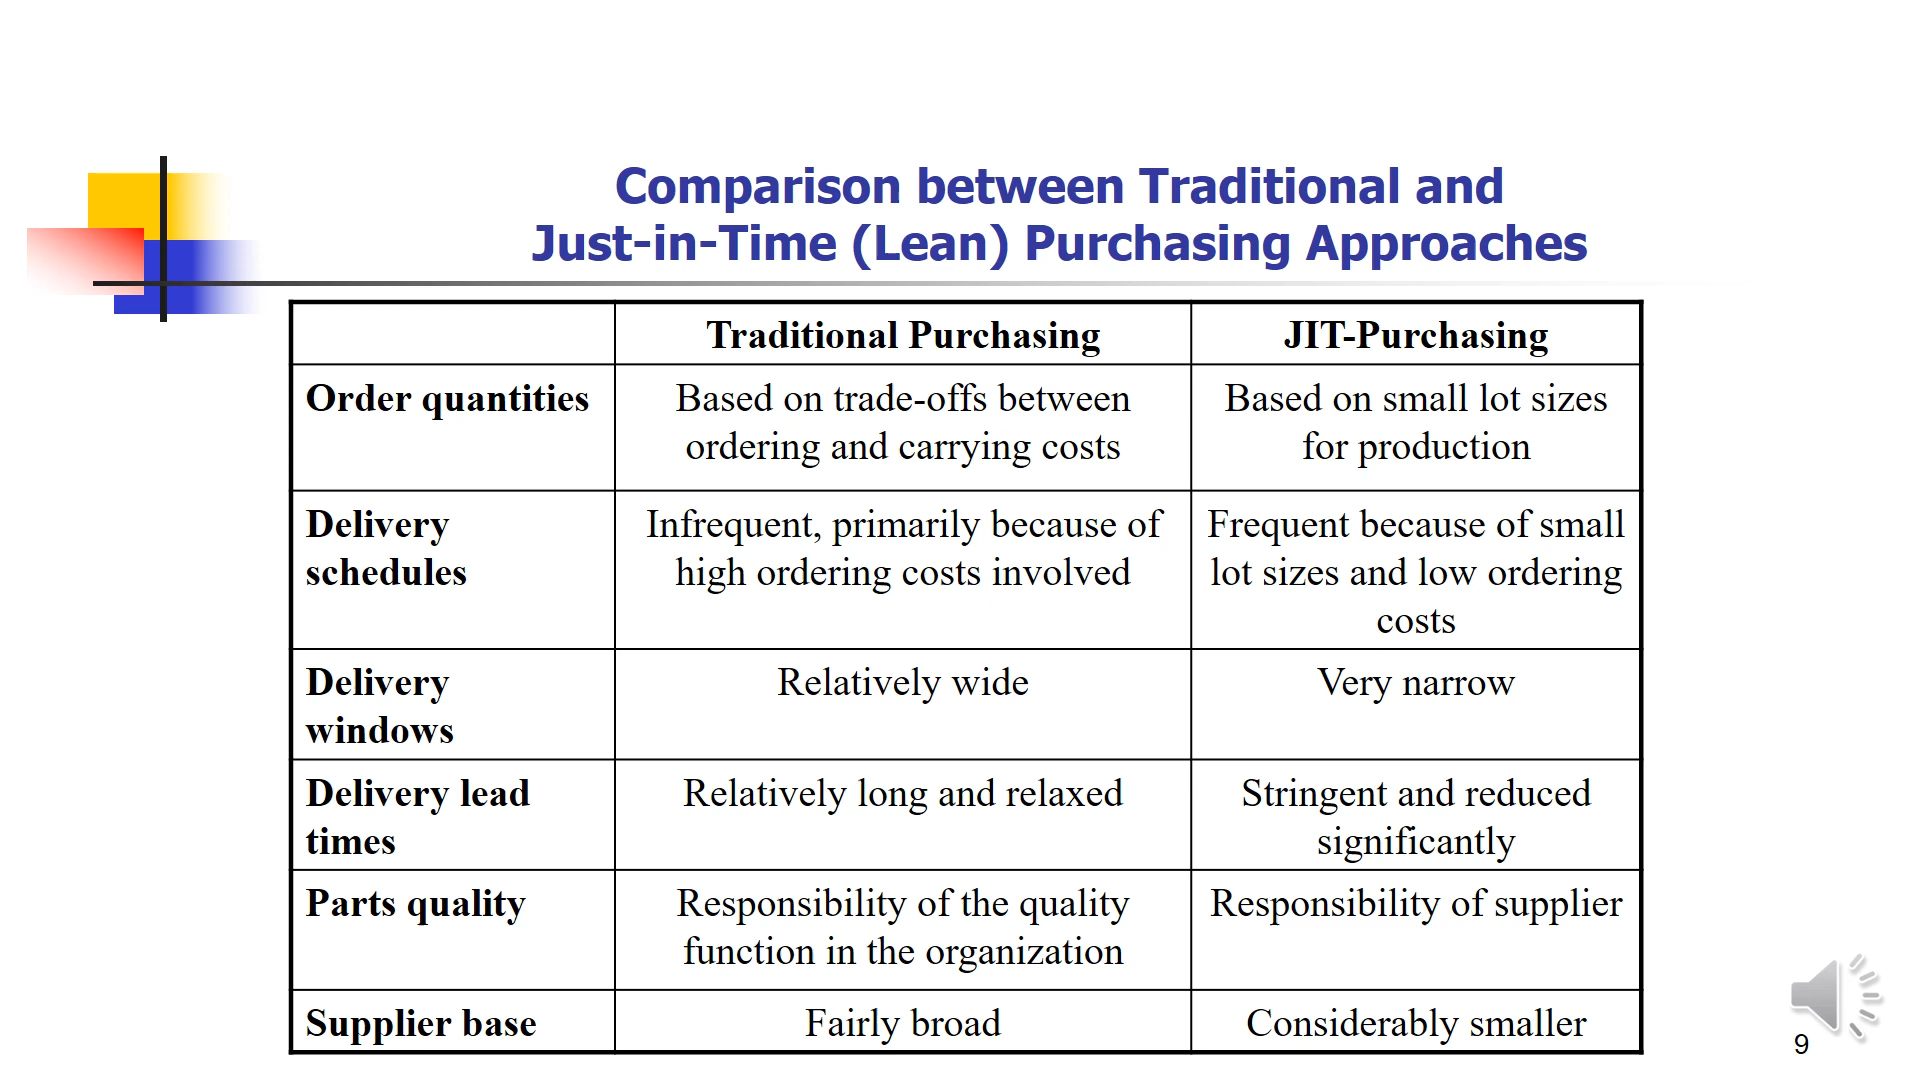 Comparison between Traditional and
Just-in-Time (Lean) Purchasing Approaches
Traditional Purchasing
JIT-Purchasing
Order quantities
Based on trade-offs between
ordering and carrying costs
Based on small lot sizes
for production
Delivery
schedules
Infrequent, primarily because of
high ordering costs involved
Frequent because of small
lot sizes and low ordering
costs
Delivery
windows
Relatively wide
Very narrow
Delivery lead
times
Relatively long and relaxed
Stringent and reduced
significantly
Parts quality
Responsibility of the quality
function in the organization
Responsibility of supplier
Supplier base
Fairly broad
Considerably smaller
9